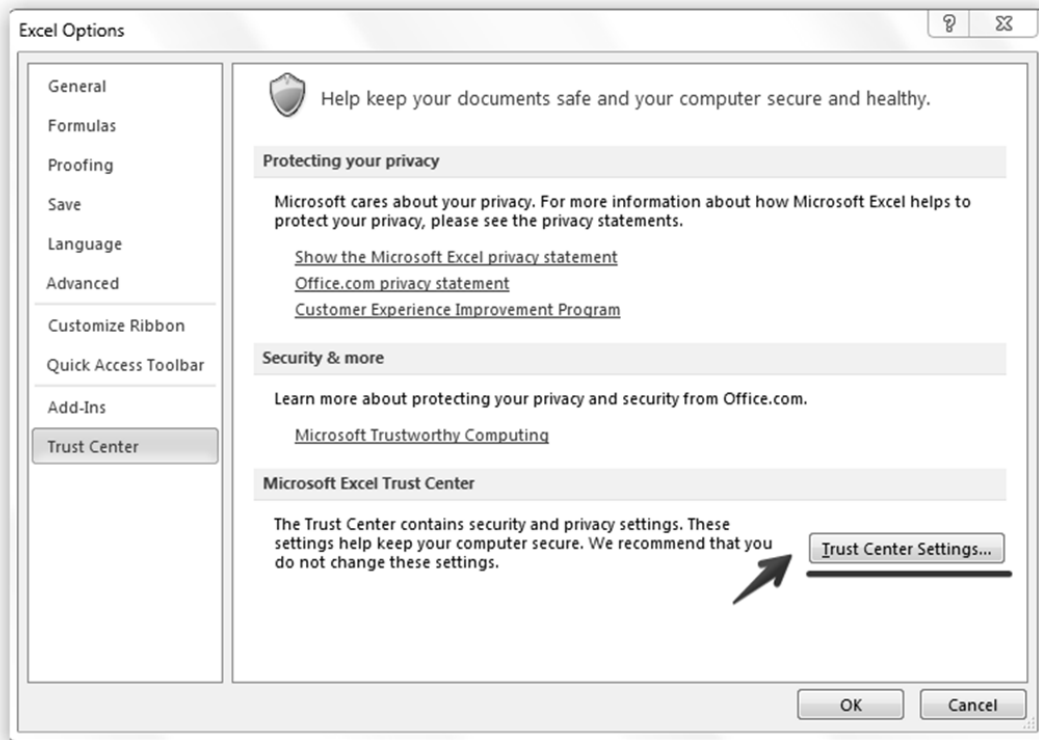 Excel Options
General
Formulas
Proofing
Save
Language
Advanced
Customize Ribbon
Quick Access Toolbar
Add-Ins
Trust Center
Help keep your documents safe and your computer secure and healthy.
Protecting your privacy
Microsoft cares about your privacy. For more information about how Microsoft Excel helps to
protect your privacy, please see the privacy statements.
Show the Microsoft Excel privacy statement
Office.com privacy statement
Customer Experience Improvement Program
Security & more
Learn more about protecting your privacy and security from Office.com.
Microsoft Trustworthy Computing
Microsoft Excel Trust Center
The Trust Center contains security and privacy settings. These
settings help keep your computer secure. We recommend that you
do not change these settings.
Trust Center Settings...
OK
Cancel